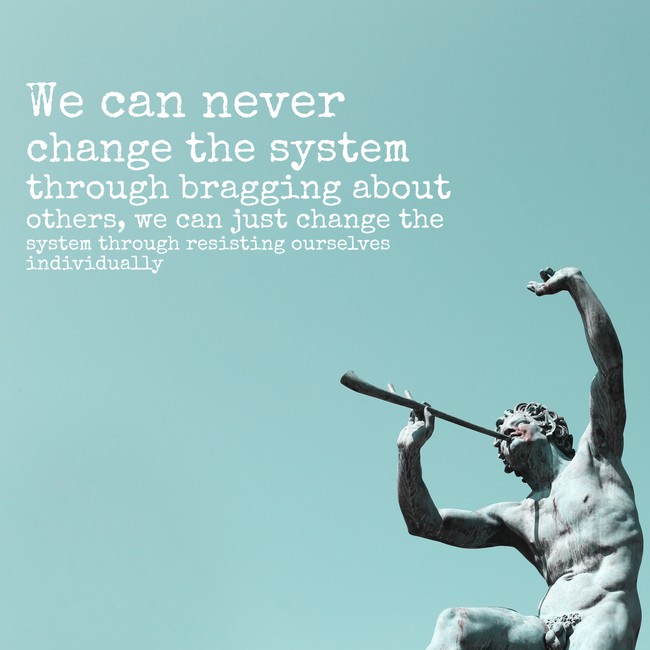 We can never
change the system
through bragging about
others, we can just change the
system through resisting ourselves
individually